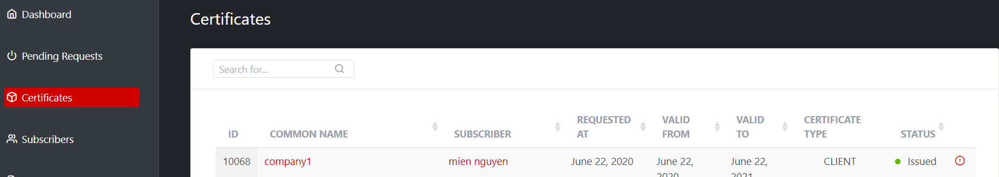 Dashboard
Certificates
Pending Requests
Search for...
Certificates
REQUESTED VALID VALID CERTIFICATE
ID COMMON NAME SUBSCRIBER AT FROM TO TYPE STATUS
Subscribers
10068 company1 mien nguyen June 22, 2020 June 22, June 22, CLIENT Issued
2020 2021